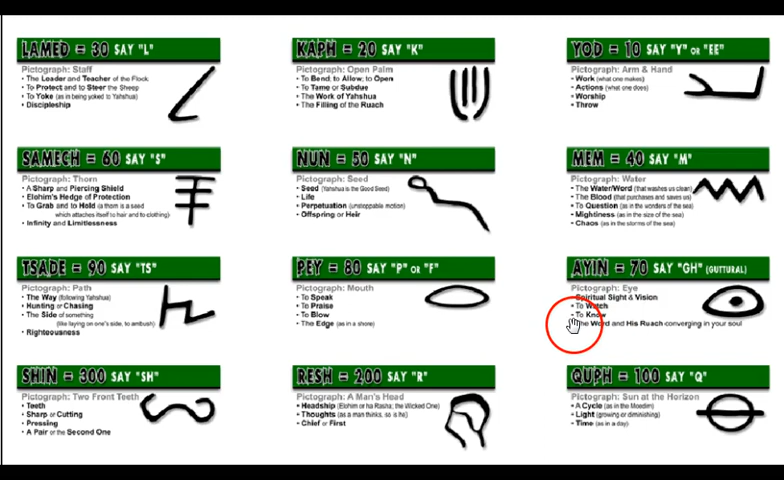 LAMED = 30 SAY "L"
Pictograph: Staff
• The Leader and Teacher of the Flock
• To Protect and to Steer the Sheep
• To Yoke (as in being yoked to Yahshua)
• Discipleship
KAPH = 20 SAY "K"
Pictograph: Open Palm
• To Bend; to Allow; to Open
• To Tame or Subdue
• The Work of Yahshua
• The Filling of the Ruach
YOD = 10 SAY "Y" OR "EE"
Pictograph: Arm & Hand
• Work (what one makes)
• Actions (what one does)
• Worship
• Throw
SAMECH = 60 SAY "S"
Pictograph: Thorn
• A Sharp and Piercing Shield
• Elohim's Hedge of Protection
• To Grab and to Hold (a thorn is a seed
which attaches itself to hair and to clothing)
• Infinity and Limitlessness
NUN = 50 SAY "N"
Pictograph: Seed
• Seed (Yahshua is the Good Seed)
• Life
• Perpetuation (unstoppable motion)
• Offspring or Heir
MEM = 40 SAY "M"
Pictograph: Water
• The Water/Word (that washes us clean)
• The Blood (that purchases and saves us)
• To Question (as in the wonders of the sea)
• Mightiness (as in the size of the sea)
• Chaos (as in the storms of the sea)
TSADE = 90 SAY "TS"
Pictograph: Path
• The Way (following Yahshua)
• Hunting or Chasing
• The Side of something
(like laying on one's side, to ambush)
• Righteousness
PEY = 80 SAY "P" OR "F"
Pictograph: Mouth
• To Speak
• To Praise
• To Blow
• The Edge (as in a shore)
AYIN = 70 SAY "GH" (GUTTURAL)
Pictograph: Eye
• Spiritual Sight & Vision
• To Watch
• To Know
• The Word and His Ruach converging in your soul
SHIN = 300 SAY "SH"
Pictograph: Two Front Teeth
• Teeth
• Sharp or Cutting
• Pressing
• A Pair or the Second One
RESH = 200 SAY "R"
Pictograph: A Man's Head
• Headship (Elohim or ha Rasha; the Wicked One)
• Thoughts (as a man thinks, so is he)
• Chief or First
QUPH = 100 SAY "Q"
Pictograph: Sun at the Horizon
• A Cycle (as in the Moedim)
• Light (growing or diminishing)
• Time (as in a day)